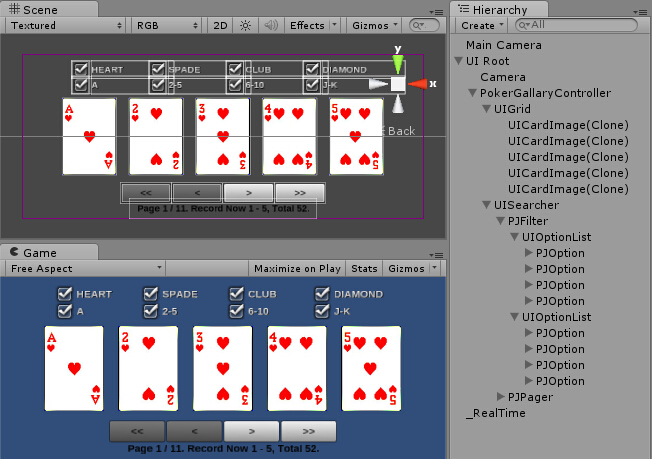 Scene
Textured RGB 2D Effects Gizmos All
y
x
HEART SPADE CLUB DIAMOND
A 2-5 6-10 J-K
A 2 3 4 5
A 2 3 4 5
Back
<< < > >>
Page 1 / 11. Record Now 1 - 5, Total 52.
Game
Free Aspect Maximize on Play Stats Gizmos
HEART SPADE CLUB DIAMOND
A 2-5 6-10 J-K
A 2 3 4 5
A 2 3 4 5
<< < > >>
Page 1 / 11. Record Now 1 - 5, Total 52.
Hierarchy
Create All
Main Camera
UI Root
Camera
PokerGallaryController
UIGrid
UICardImage(Clone)
UICardImage(Clone)
UICardImage(Clone)
UICardImage(Clone)
UICardImage(Clone)
UISearcher
PJFilter
UIOptionList
PJOption
PJOption
PJOption
PJOption
UIOptionList
PJOption
PJOption
PJOption
PJOption
PJPager
_RealTime